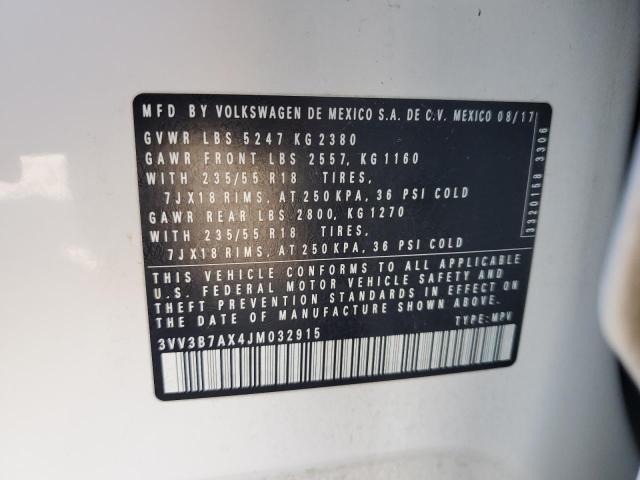 MFD BY VOLKSWAGEN DE MEXICO S.A. DE C.V. MEXICO 08/17
GVWR LBS 5247 KG 2380
GAWR FRONT LBS 2557, KG 1160
WITH 235/55 R18 TIRES,
7JX18 RIMS, AT 250 KPA, 36 PSI COLD
GAWR REAR LBS 2800, KG 1270
WITH 235/55 R18 TIRES,
7JX18 RIMS, AT 250 KPA, 36 PSI COLD
THIS VEHICLE CONFORMS TO ALL APPLICABLE
U.S. FEDERAL MOTOR VEHICLE SAFETY AND
THEFT PREVENTION STANDARDS IN EFFECT ON
THE DATE OF MANUFACTURE SHOWN ABOVE.
3VV3B7AX4JM032915 TYPE: MPV
3320158 3306